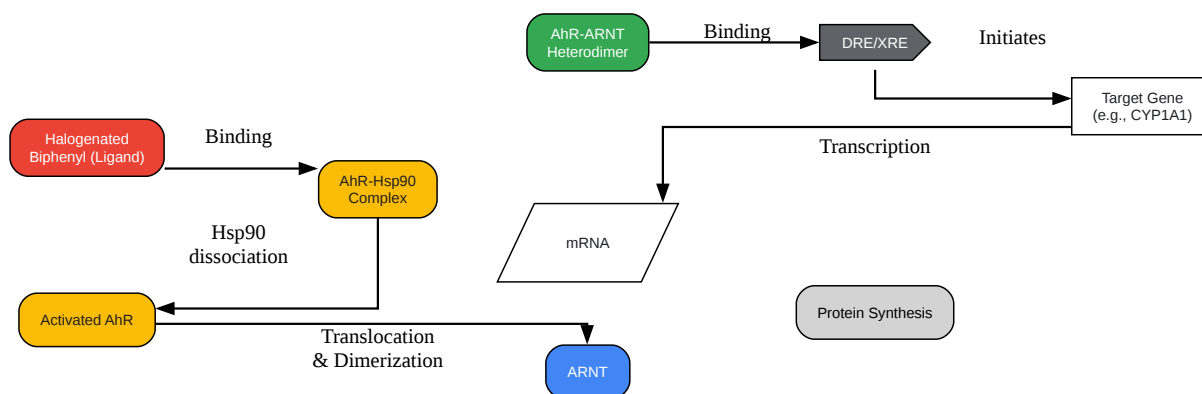 AhR-ARNT
Heterodimer
Binding
DRE/XRE
Initiates
Target Gene
(e.g., CYP1A1)
Transcription
Halogenated
Biphenyl (Ligand)
Binding
AhR-Hsp90
Complex
Hsp90
dissociation
mRNA
Activated AhR
Translocation
& Dimerization
ARNT
Protein Synthesis